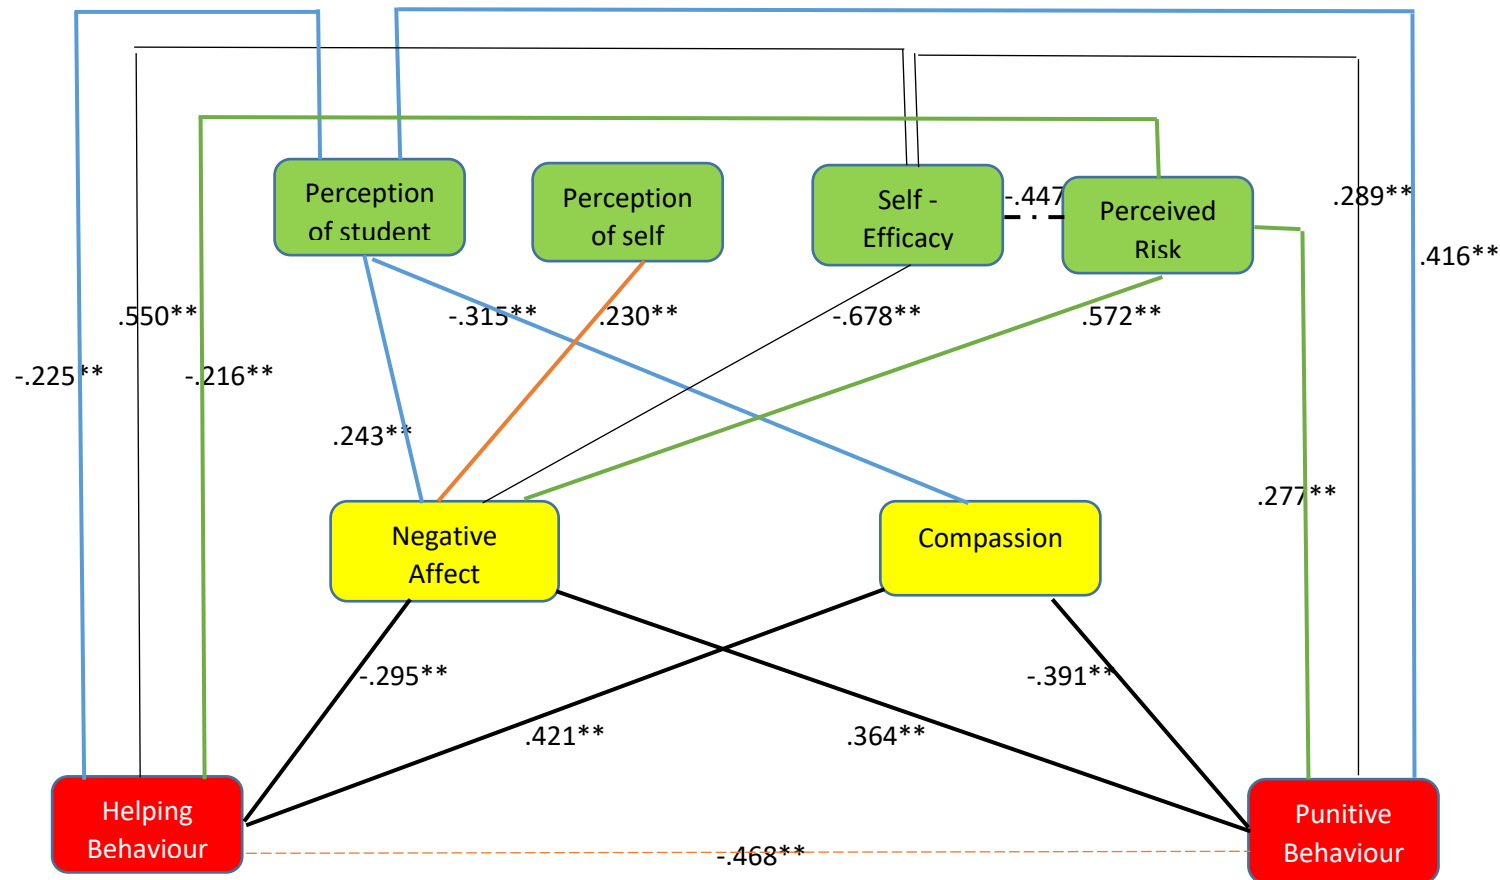 Perception
of student
Perception
of self
Self -
Efficacy
-.447
Perceived
Risk
.289**
.416**
.550**
-.315**
.230**
-.678**
.572**
-.225**
-.216**
.243**
.277**
Negative
Affect
Compassion
-.295**
-.391**
.421**
.364**
Helping
Behaviour
Punitive
Behaviour
-.468**